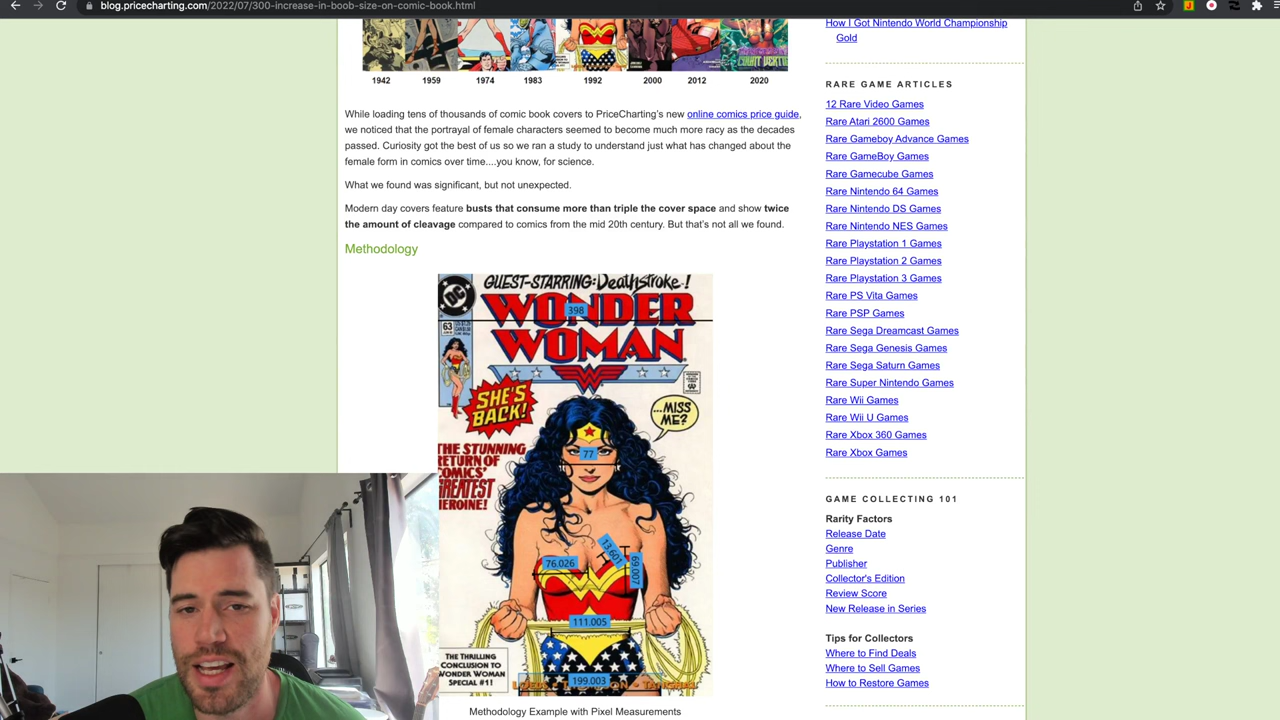 blog.pricecharting.com/2022/07/300-increase-in-boob-size-on-comic-book.html
1942 1959 1974 1983 1992 2000 2012 2020
While loading tens of thousands of comic book covers to PriceCharting's new online comics price guide,
we noticed that the portrayal of female characters seemed to become much more racy as the decades
passed. Curiosity got the best of us so we ran a study to understand just what has changed about the
female form in comics over time....you know, for science.
What we found was significant, but not unexpected.
Modern day covers feature busts that consume more than triple the cover space and show twice
the amount of cleavage compared to comics from the mid 20th century. But that's not all we found.
Methodology
DC
GUEST-STARRING: Deathstroke!
63
398
WONDER
WOMAN
SHE'S
BACK!
...MISS
ME?
THE STUNNING
RETURN OF
COMICS'
GREATEST
HEROINE!
77
13.601
76.026
69.007
111.005
199.003
THE THRILLING
CONCLUSION TO
WONDER WOMAN
SPECIAL #1!
Methodology Example with Pixel Measurements
How I Got Nintendo World Championship
Gold
RARE GAME ARTICLES
12 Rare Video Games
Rare Atari 2600 Games
Rare Gameboy Advance Games
Rare GameBoy Games
Rare Gamecube Games
Rare Nintendo 64 Games
Rare Nintendo DS Games
Rare Nintendo NES Games
Rare Playstation 1 Games
Rare Playstation 2 Games
Rare Playstation 3 Games
Rare PS Vita Games
Rare PSP Games
Rare Sega Dreamcast Games
Rare Sega Genesis Games
Rare Sega Saturn Games
Rare Super Nintendo Games
Rare Wii Games
Rare Wii U Games
Rare Xbox 360 Games
Rare Xbox Games
GAME COLLECTING 101
Rarity Factors
Release Date
Genre
Publisher
Collector's Edition
Review Score
New Release in Series
Tips for Collectors
Where to Find Deals
Where to Sell Games
How to Restore Games